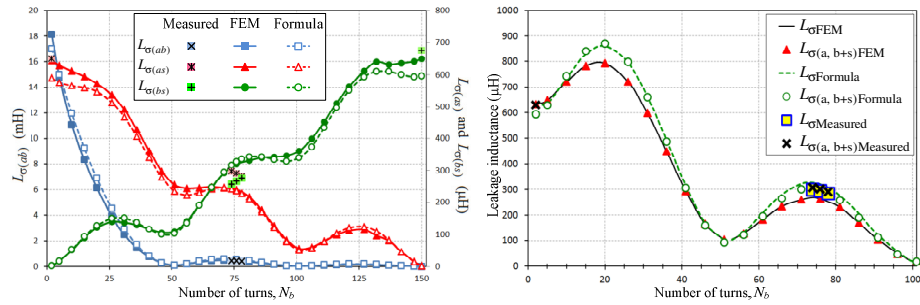 Measured FEM Formula
Lσ(ab)
Lσ(as)
Lσ(bs)
20
18
16
14
12
10
8
6
4
2
0
Lσ(ab) (mH)
800
700
600
500
400
300
200
100
0
Lσ(as) and Lσ(bs) (μH)
0 25 50 75 100 125 150
Number of turns, Nb
LσFEM
Lσ(a, b+s)FEM
LσFormula
Lσ(a, b+s)Formula
LσMeasured
Lσ(a, b+s)Measured
1000
900
800
700
600
500
400
300
200
100
0
Leakage inductance (μH)
0 20 40 60 80 100
Number of turns, Nb